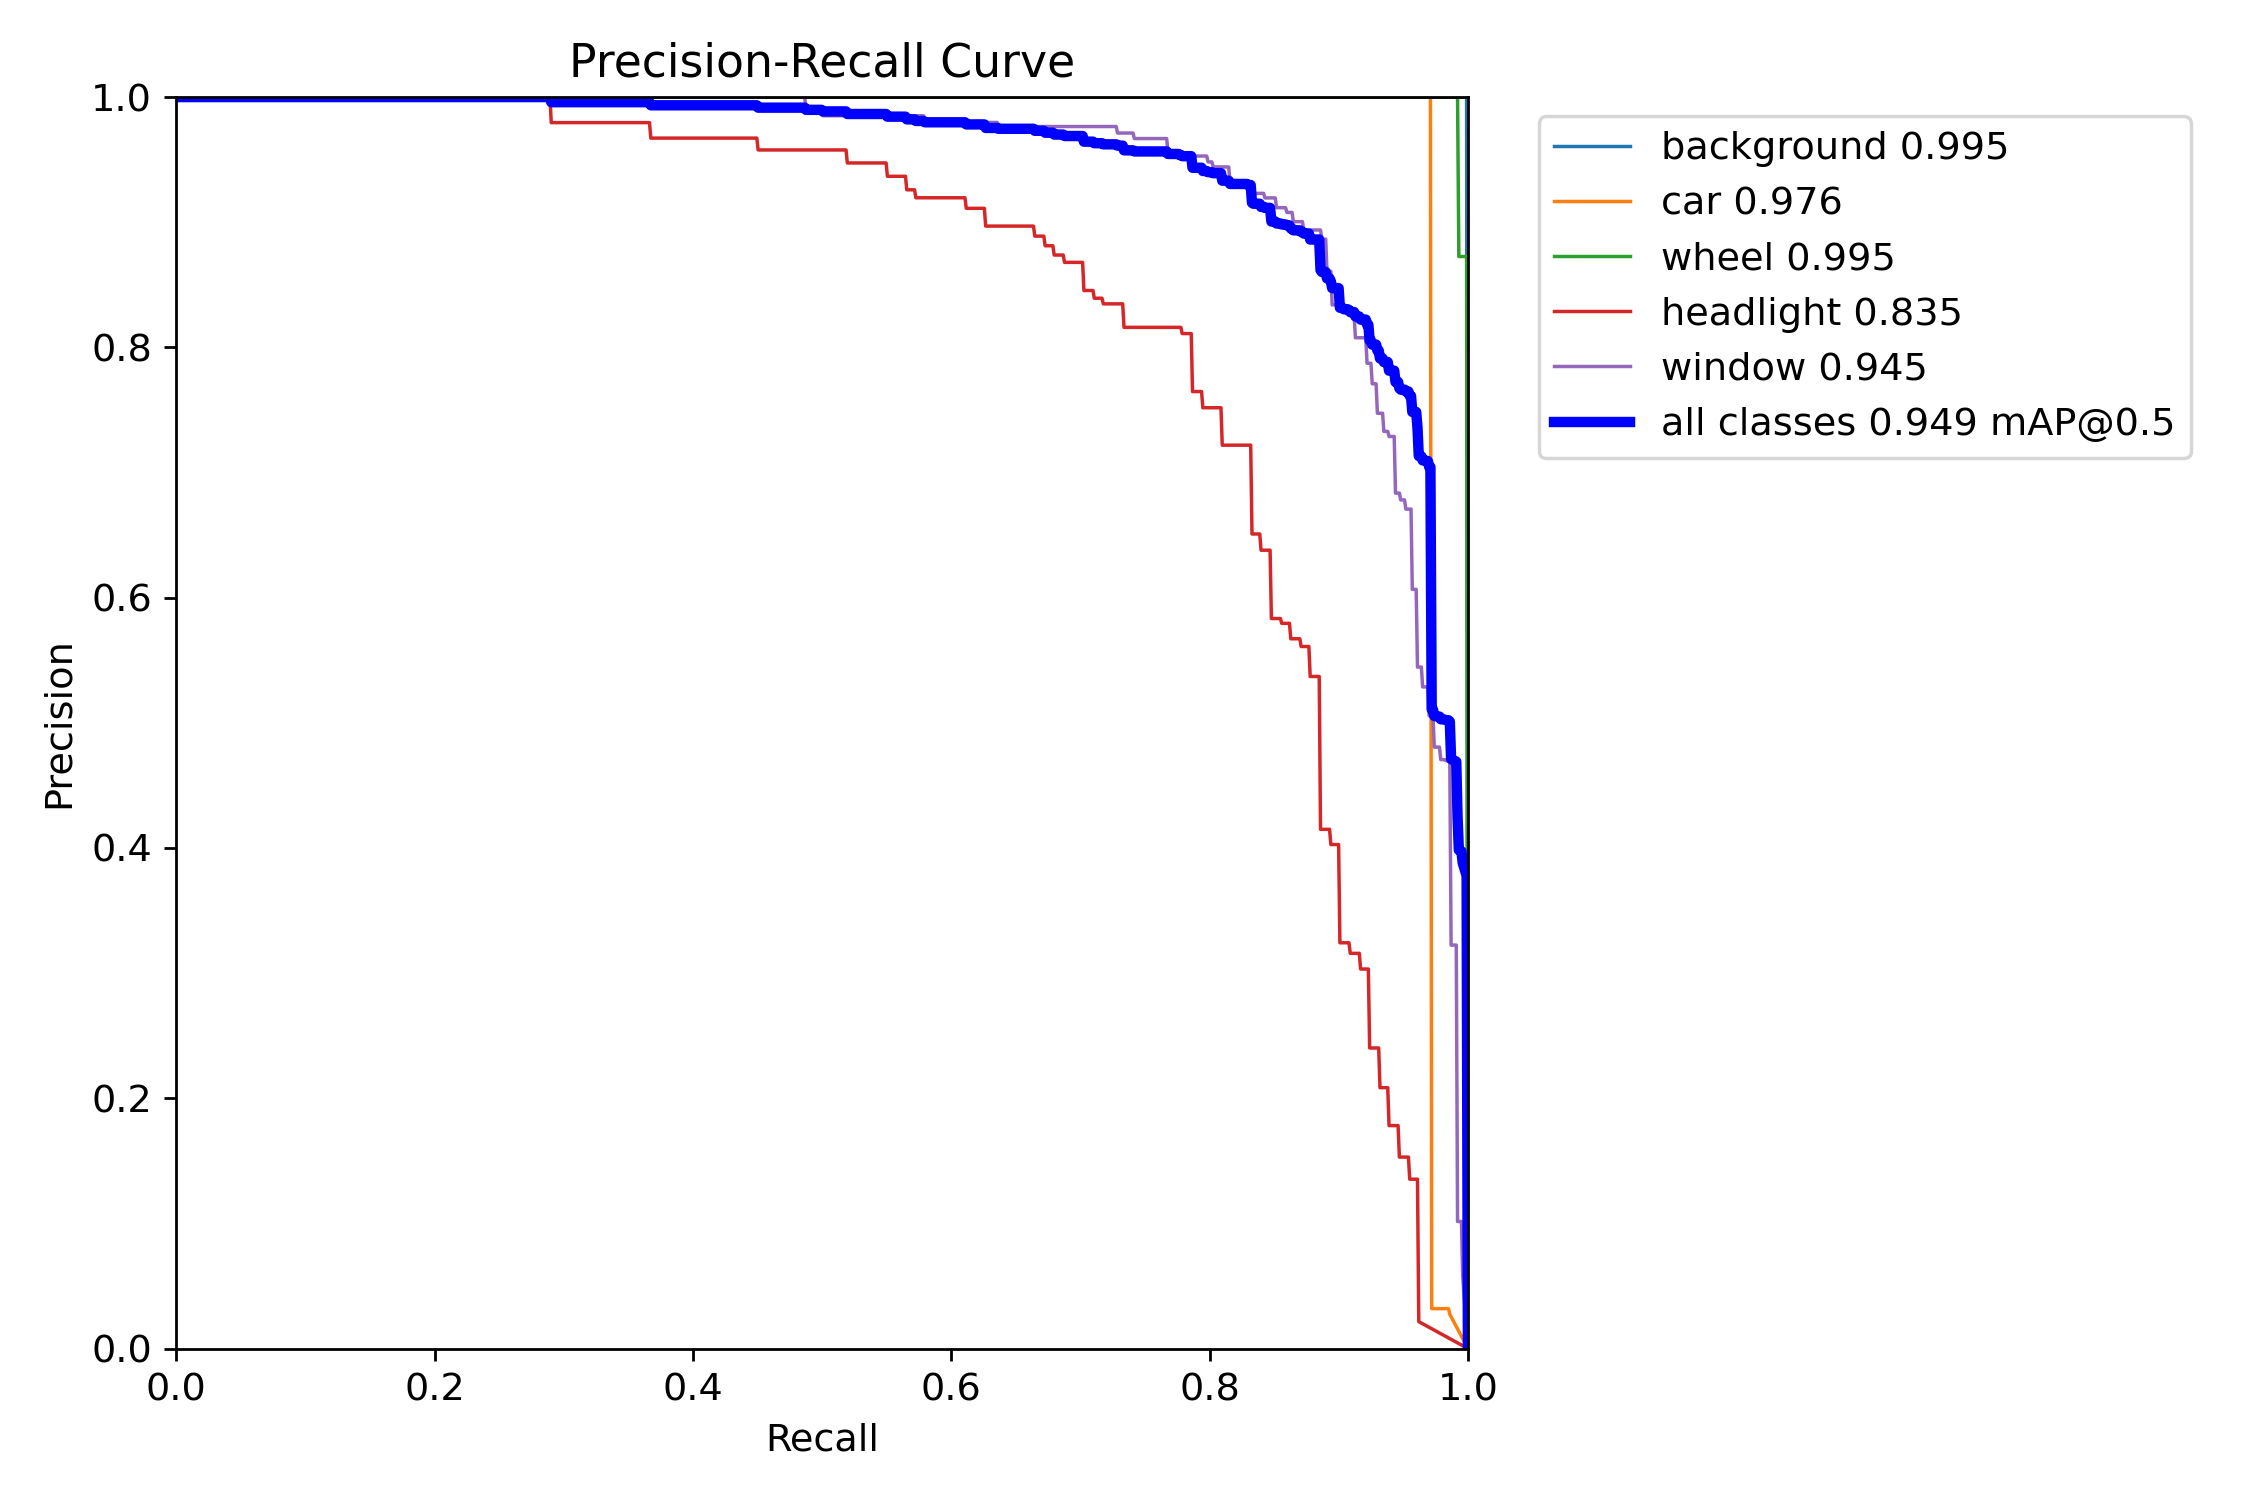 Precision-Recall Curve
1.0
0.8
0.6
0.4
0.2
0.0
Precision
0.0 0.2 0.4 0.6 0.8 1.0
Recall
background 0.995
car 0.976
wheel 0.995
headlight 0.835
window 0.945
all classes 0.949 mAP@0.5